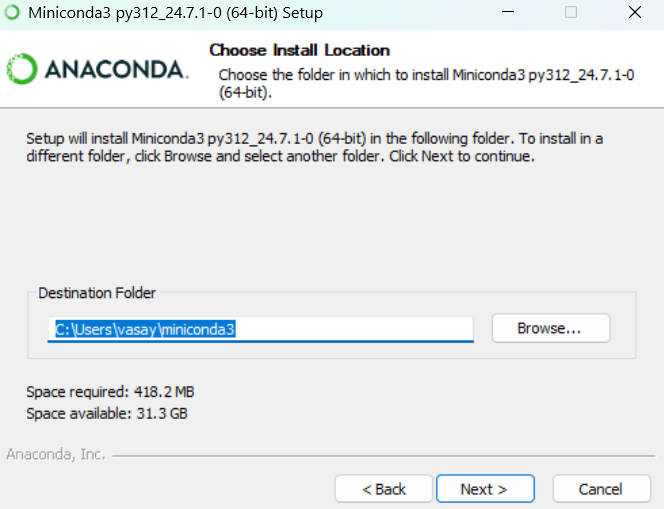 Miniconda3 py312_24.7.1-0 (64-bit) Setup
ANACONDA.
Choose Install Location
Choose the folder in which to install Miniconda3 py312_24.7.1-0
(64-bit).
Setup will install Miniconda3 py312_24.7.1-0 (64-bit) in the following folder. To install in a
different folder, click Browse and select another folder. Click Next to continue.
Destination Folder
C:\Users\vasay\miniconda3
Browse...
Space required: 418.2 MB
Space available: 31.3 GB
Anaconda, Inc.
< Back
Next >
Cancel